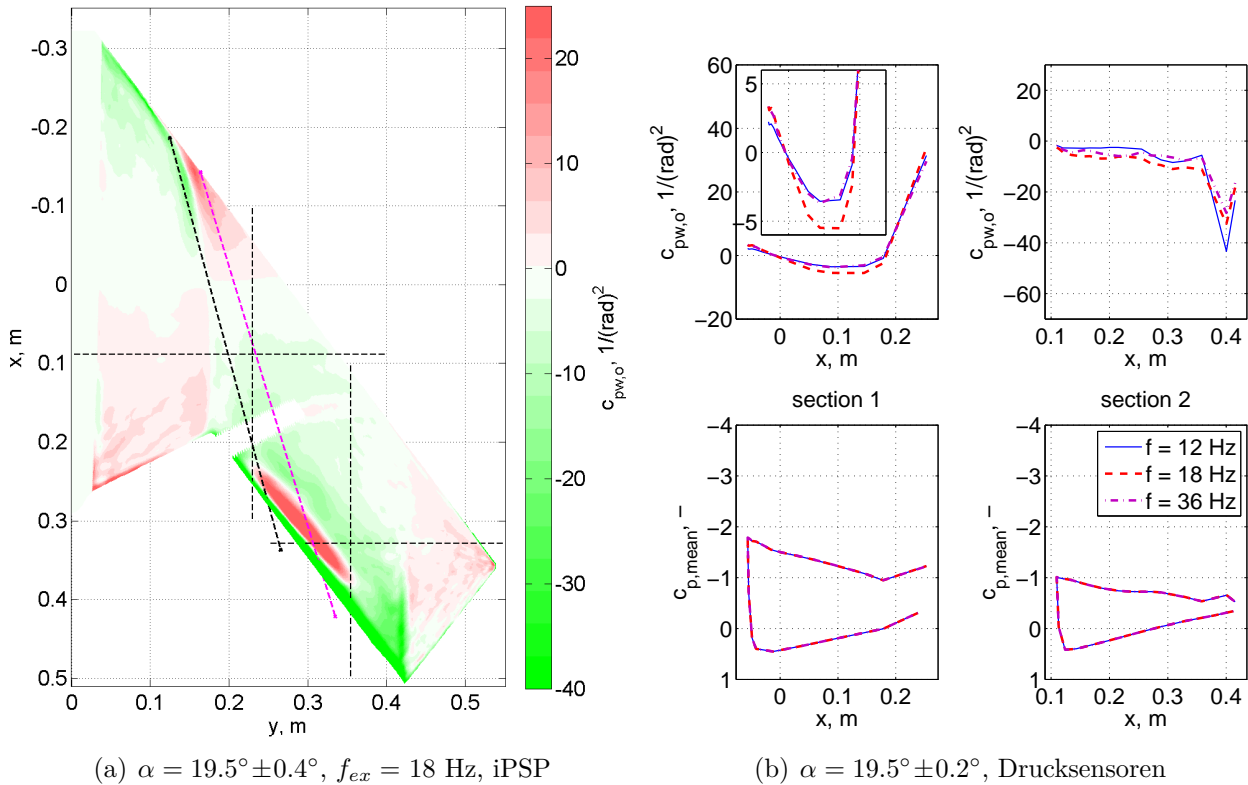 -0.3
-0.2
-0.1
0
0.1
0.2
0.3
0.4
0.5
x, m
0 0.1 0.2 0.3 0.4 0.5
y, m
20
10
0
-10
-20
-30
-40
c_pw,o, 1/(rad)^2
60
40
20
0
−20
c_pw,o, 1/(rad)^2
5
0
−5
0 0.1 0.2
x, m
20
0
−20
−40
−60
c_pw,o, 1/(rad)^2
0.1 0.2 0.3 0.4
x, m
section 1
−4
−3
−2
−1
0
1
c_p,mean, −
0 0.1 0.2
x, m
section 2
−4
−3
−2
−1
0
1
c_p,mean, −
f = 12 Hz
f = 18 Hz
f = 36 Hz
0.1 0.2 0.3 0.4
x, m
(a) α = 19.5°±0.4°, f_ex = 18 Hz, iPSP
(b) α = 19.5°±0.2°, Drucksensoren